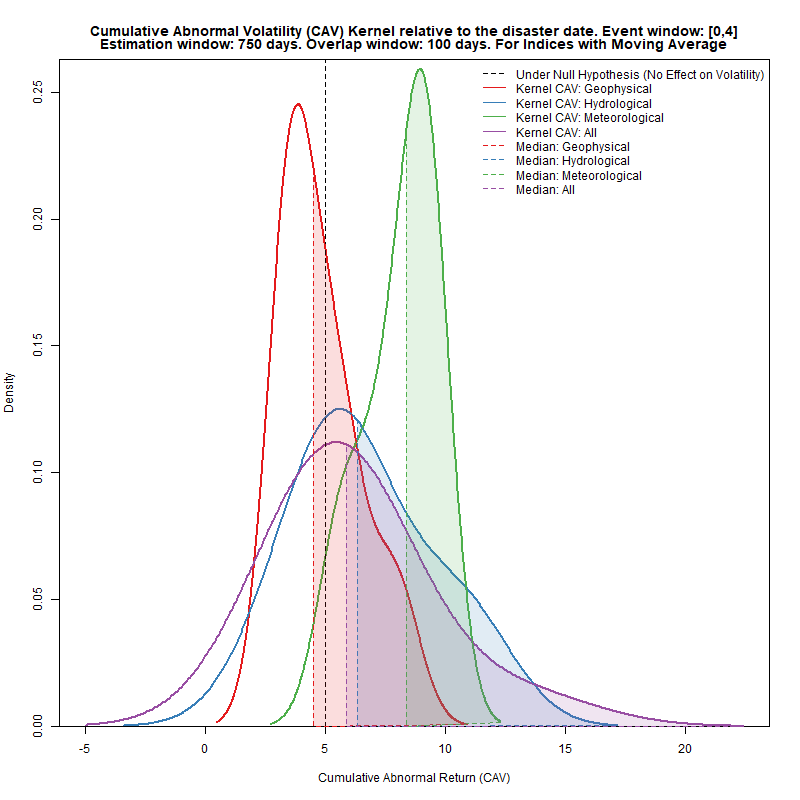 Cumulative Abnormal Volatility (CAV) Kernel relative to the disaster date. Event window: [0,4]
Estimation window: 750 days. Overlap window: 100 days. For Indices with Moving Average
Under Null Hypothesis (No Effect on Volatility)
Kernel CAV: Geophysical
Kernel CAV: Hydrological
Kernel CAV: Meteorological
Kernel CAV: All
Median: Geophysical
Median: Hydrological
Median: Meteorological
Median: All
0.25
0.20
0.15
0.10
0.05
0.00
Density
-5 0 5 10 15 20
Cumulative Abnormal Return (CAV)